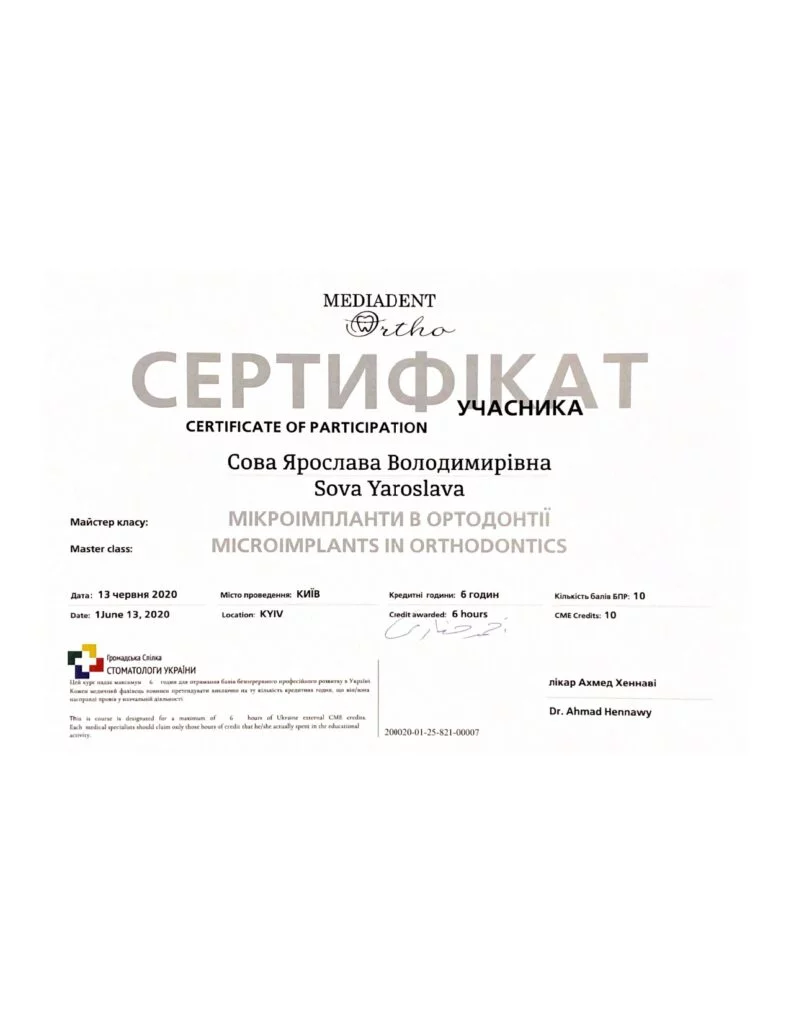 MEDIADENT
Ortho
СЕРТИФІКАТ
УЧАСНИКА
CERTIFICATE OF PARTICIPATION
Сова Ярослава Володимирівна
Sova Yaroslava
Майстер класу: МІКРОІМПЛАНТИ В ОРТОДОНТІЇ
Master class: MICROIMPLANTS IN ORTHODONTICS
Дата: 13 червня 2020 Місто проведення: КИЇВ Кредитні години: 6 годин Кількість балів БПР: 10
Date: 1June 13, 2020 Location: KYIV Credit awarded: 6 hours CME Credits: 10
Громадська Спілка
СТОМАТОЛОГИ УКРАЇНИ
Цей курс надає максимум 6 годин для отримання балів безперервного професійного розвитку в Україні
Кожен медичний фахівець повинен претендувати виключно на ту кількість кредитних годин, що він/вона
насправді провів у навчальній діяльності
This is course is designated for a maximum of 6 hours of Ukraine external CME credits.
Each medical specialists should claim only those hours of credit that he/she actually spent in the educational
activity.
200020-01-25-821-00007
лікар Ахмед Хеннаві
Dr. Ahmad Hennawy